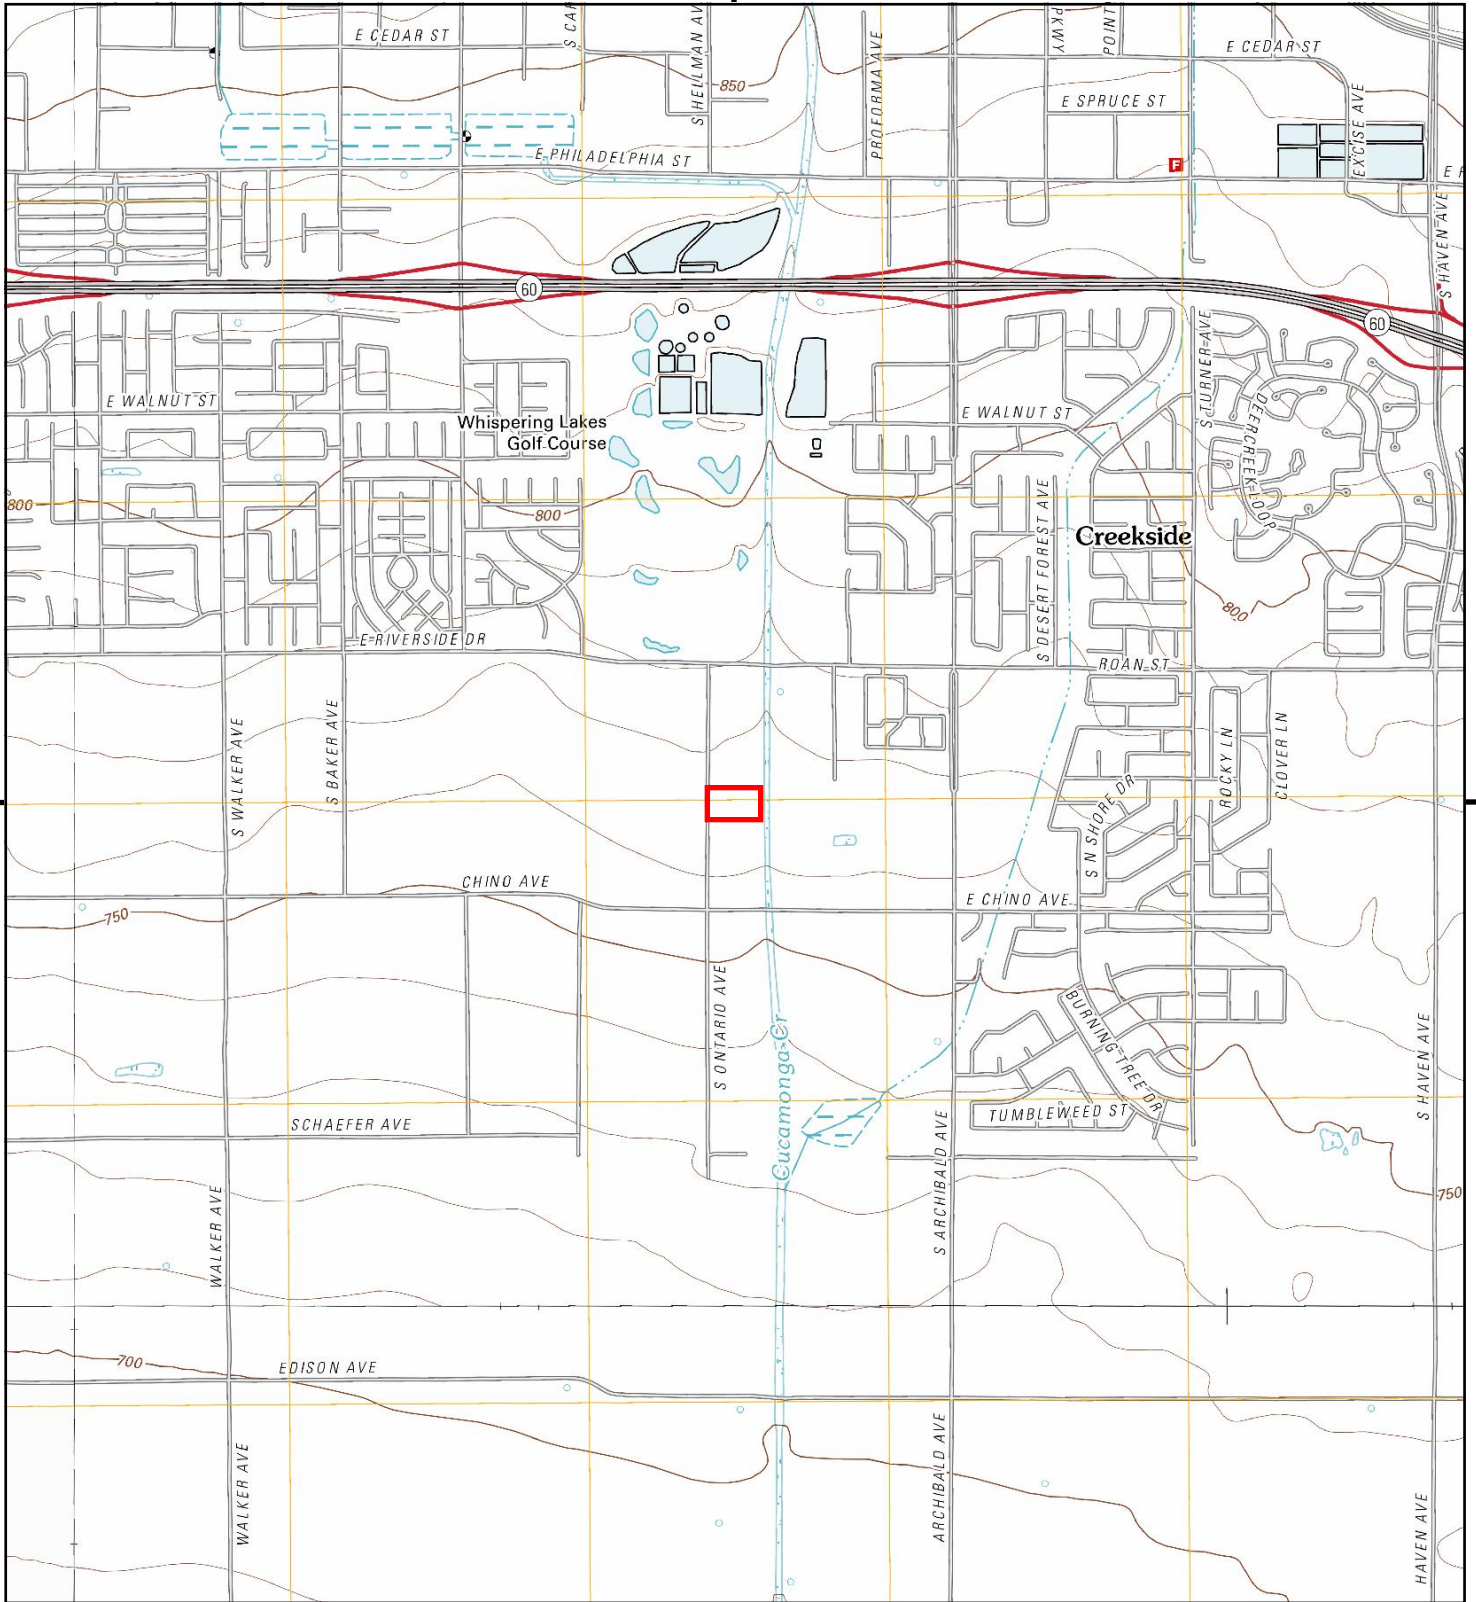 E CEDAR ST
S CAR
S HELLMAN AV
PROFORMA AVE
PKWY
POINT
E CEDAR ST
850
E SPRUCE ST
EXCISE AVE
E PHILADELPHIA ST
F
E P
S HAVEN AVE
60
60
S TURNER AVE
E WALNUT ST
Whispering Lakes
Golf Course
E WALNUT ST
DEERCREEK LOOP
800
800
S DESERT FOREST AVE
Creekside
800
E RIVERSIDE DR
ROAN ST
S WALKER AVE
S BAKER AVE
S N SHORE DR
ROCKY LN
CLOVER LN
CHINO AVE
E CHINO AVE
750
S ONTARIO AVE
Cucamonga Cr
BURNING TREE DR
S HAVEN AVE
SCHAEFER AVE
TUMBLEWEED ST
S ARCHIBALD AVE
WALKER AVE
750
700
EDISON AVE
WALKER AVE
ARCHIBALD AVE
HAVEN AVE